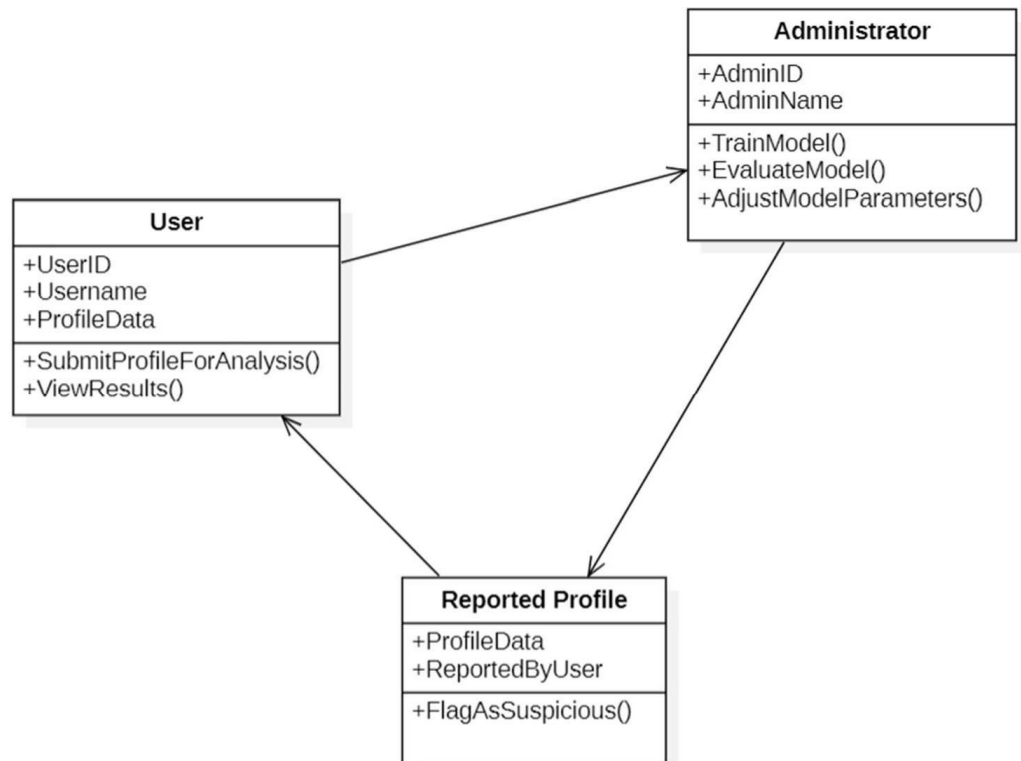 Administrator
+AdminID
+AdminName
+TrainModel()
+EvaluateModel()
+AdjustModelParameters()
User
+UserID
+Username
+ProfileData
+SubmitProfileForAnalysis()
+ViewResults()
Reported Profile
+ProfileData
+ReportedByUser
+FlagAsSuspicious()